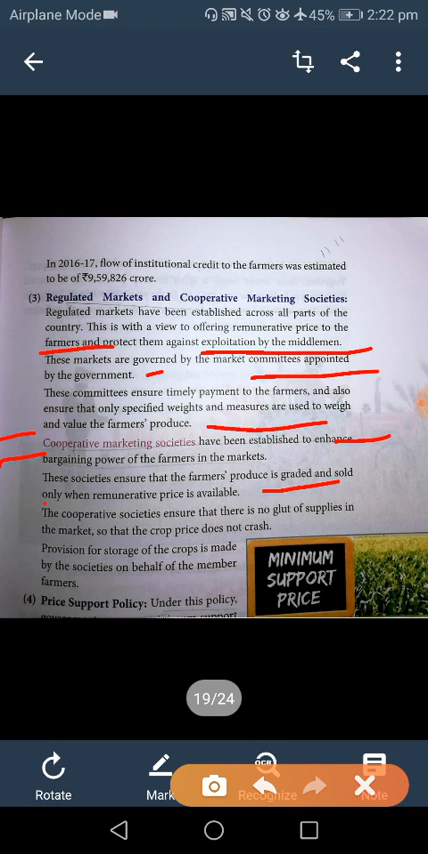 Airplane Mode
45%
2:22 pm
In 2016-17, flow of institutional credit to the farmers was estimated
to be of ₹9,59,826 crore.
(3) Regulated Markets and Cooperative Marketing Societies:
Regulated markets have been established across all parts of the
country. This is with a view to offering remunerative price to the
farmers and protect them against exploitation by the middlemen.
These markets are governed by the market committees appointed
by the government.
These committees ensure timely payment to the farmers, and also
ensure that only specified weights and measures are used to weigh
and value the farmers' produce.
Cooperative marketing societies have been established to enhance
bargaining power of the farmers in the markets.
These societies ensure that the farmers' produce is graded and sold
only when remunerative price is available.
The cooperative societies ensure that there is no glut of supplies in
the market, so that the crop price does not crash.
Provision for storage of the crops is made
by the societies on behalf of the member
farmers.
MINIMUM
SUPPORT
PRICE
(4) Price Support Policy: Under this policy,
19/24
OCR
Rotate
Mark
Recognize
Note